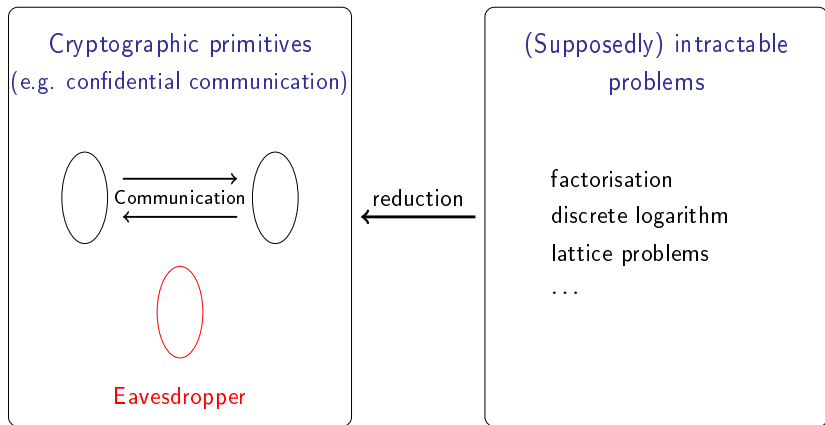 Cryptographic primitives
(e.g. confidential communication)
Communication
Eavesdropper
reduction
(Supposedly) intractable
problems
factorisation
discrete logarithm
lattice problems
...